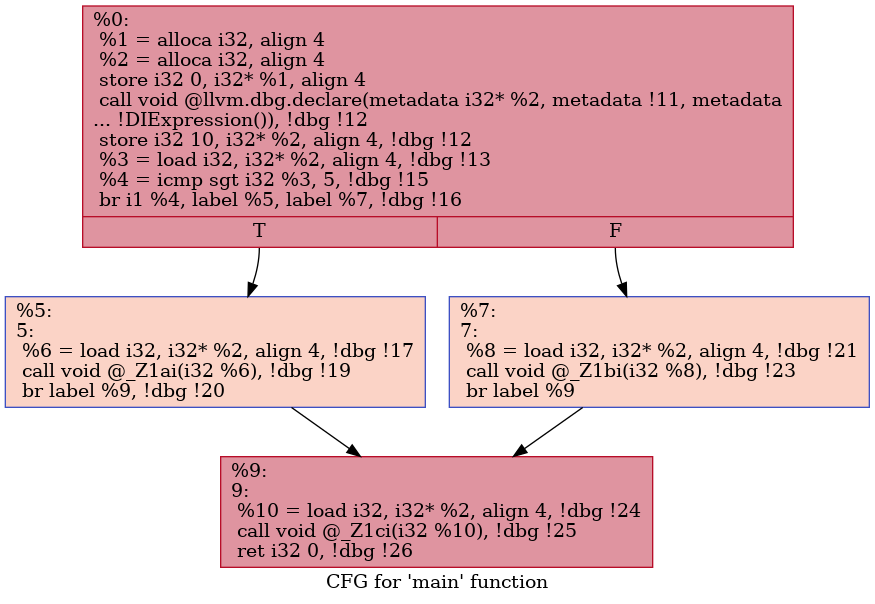 %0:
%1 = alloca i32, align 4
%2 = alloca i32, align 4
store i32 0, i32* %1, align 4
call void @llvm.dbg.declare(metadata i32* %2, metadata !11, metadata
... !DIExpression()), !dbg !12
store i32 10, i32* %2, align 4, !dbg !12
%3 = load i32, i32* %2, align 4, !dbg !13
%4 = icmp sgt i32 %3, 5, !dbg !15
br i1 %4, label %5, label %7, !dbg !16
T
F
%5:
5:
%6 = load i32, i32* %2, align 4, !dbg !17
call void @_Z1ai(i32 %6), !dbg !19
br label %9, !dbg !20
%7:
7:
%8 = load i32, i32* %2, align 4, !dbg !21
call void @_Z1bi(i32 %8), !dbg !23
br label %9
%9:
9:
%10 = load i32, i32* %2, align 4, !dbg !24
call void @_Z1ci(i32 %10), !dbg !25
ret i32 0, !dbg !26
CFG for 'main' function